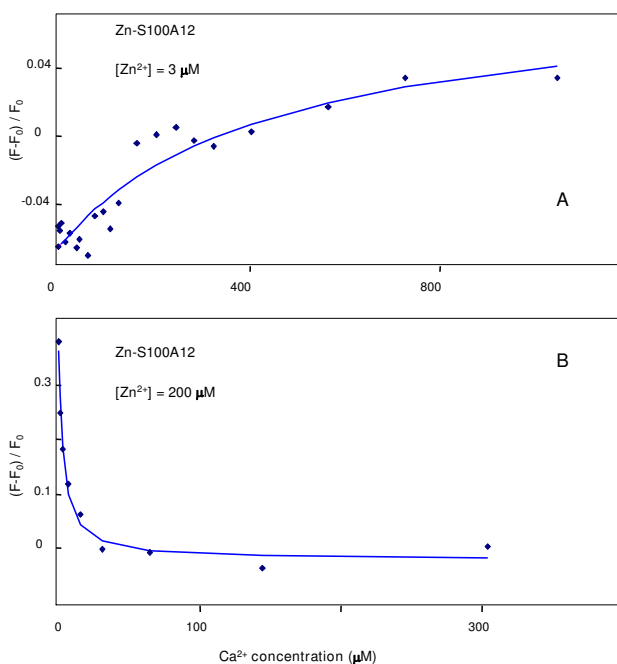 Zn-S100A12
[Zn²⁺] = 3 μM
(F-F₀) / F₀
0.04
0
-0.04
A
0
400
800
Zn-S100A12
[Zn²⁺] = 200 μM
B
(F-F₀) / F₀
0.3
0.1
0
0
100
300
Ca²⁺ concentration (μM)